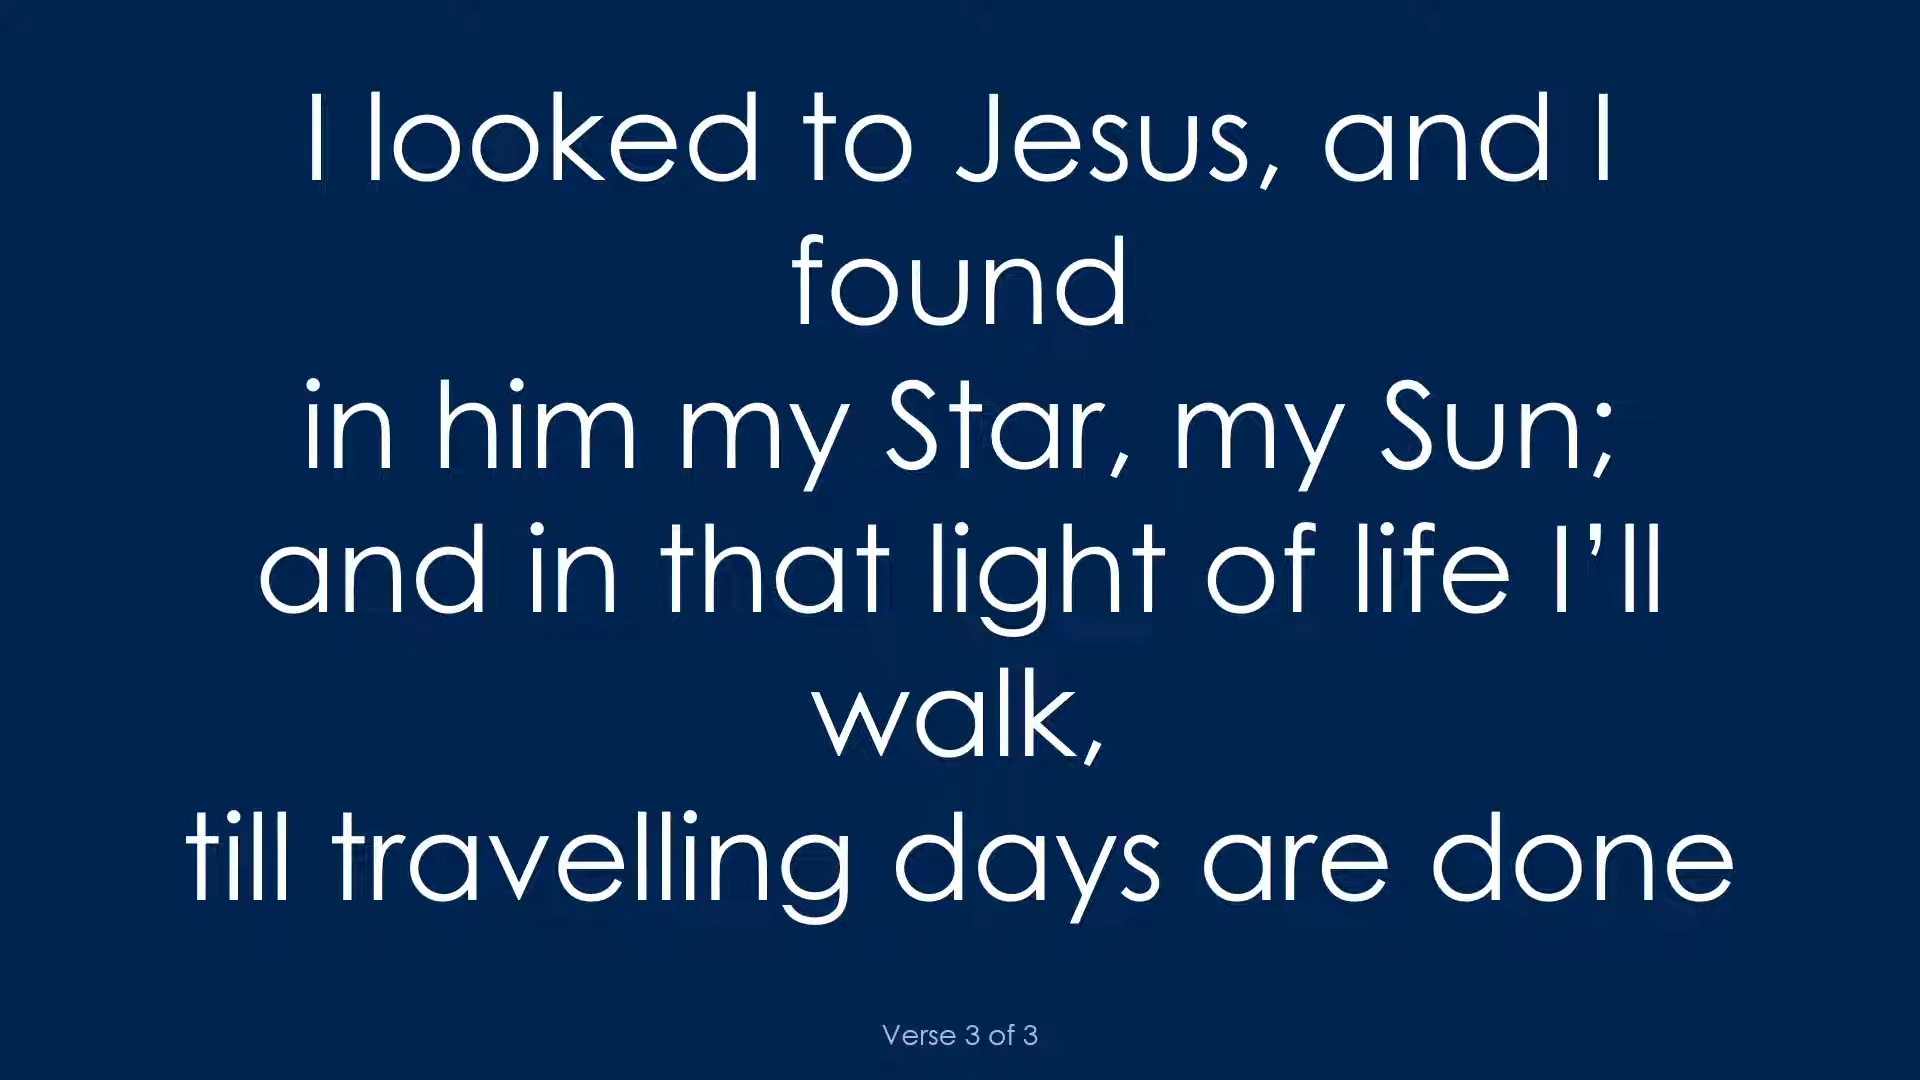 I looked to Jesus, and I
found
in him my Star, my Sun;
and in that light of life I’ll
walk,
till travelling days are done
Verse 3 of 3